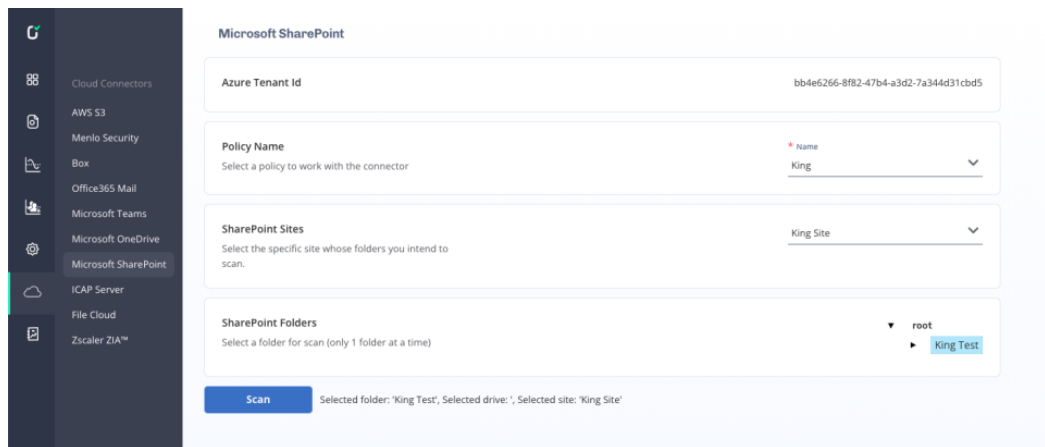 Microsoft SharePoint
Cloud Connectors
AWS S3
Menlo Security
Box
Office365 Mail
Microsoft Teams
Microsoft OneDrive
Microsoft SharePoint
ICAP Server
File Cloud
Zscaler ZIA™
Azure Tenant Id
bb4e6266-8f82-47b4-a3d2-7a344d31cbd5
Policy Name
Select a policy to work with the connector
* Name
King
SharePoint Sites
Select the specific site whose folders you intend to
scan.
King Site
SharePoint Folders
Select a folder for scan (only 1 folder at a time)
root
King Test
Scan
Selected folder: 'King Test', Selected drive: ', Selected site: 'King Site'